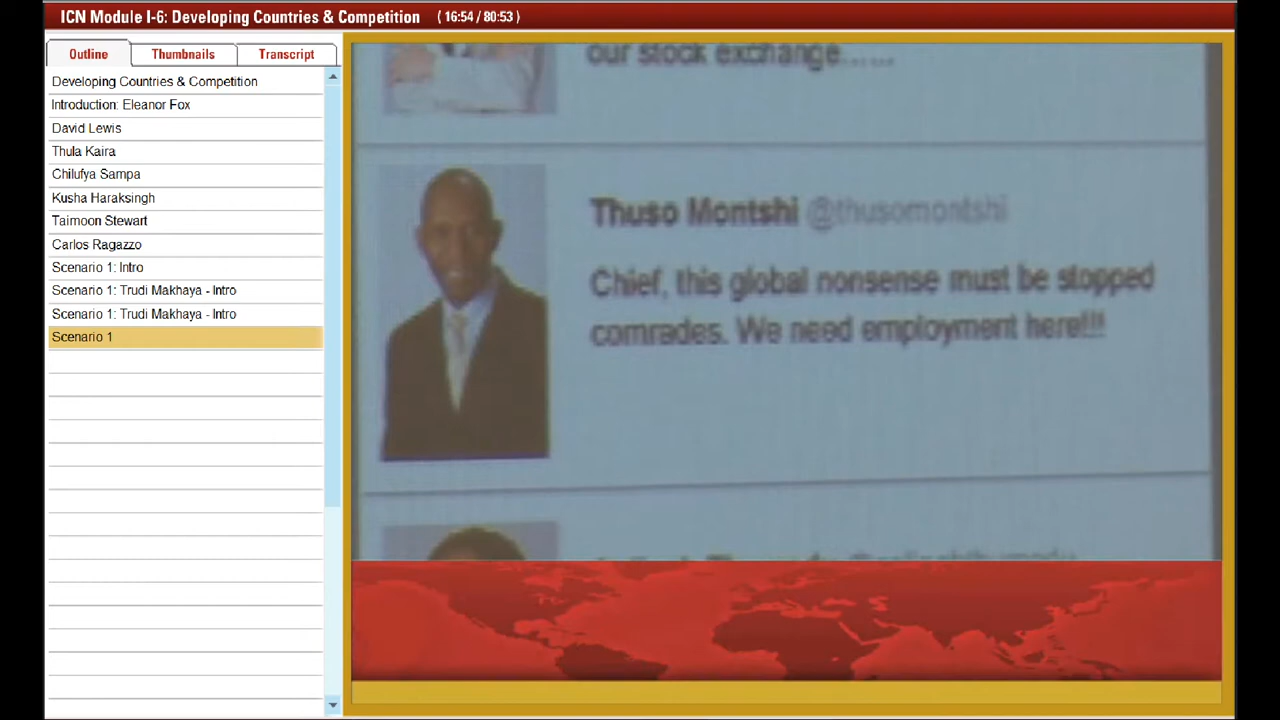 ICN Module I-6: Developing Countries & Competition ( 16:54 / 80:53 )
Outline Thumbnails Transcript
Developing Countries & Competition
Introduction: Eleanor Fox
David Lewis
Thula Kaira
Chilufya Sampa
Kusha Haraksingh
Taimoon Stewart
Carlos Ragazzo
Scenario 1: Intro
Scenario 1: Trudi Makhaya - Intro
Scenario 1: Trudi Makhaya - Intro
Scenario 1
our stock exchange......
Thuso Montshi @thusomontshi
Chief, this global nonsense must be stopped
comrades. We need employment here!!!